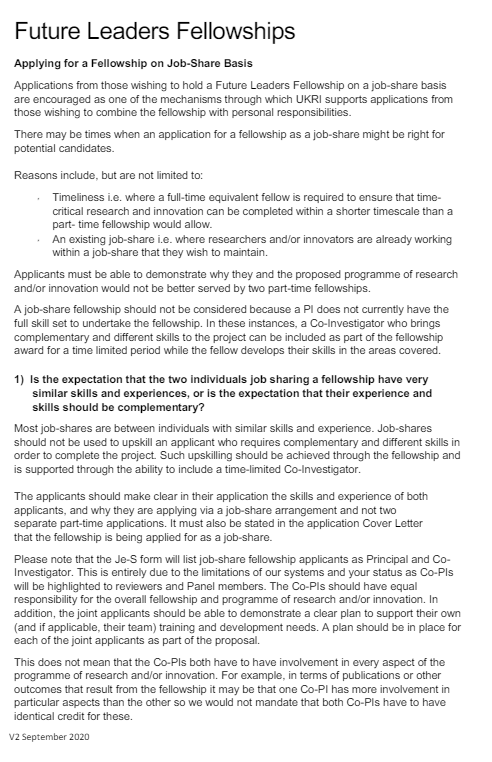 Future Leaders Fellowships
Applying for a Fellowship on Job-Share Basis
Applications from those wishing to hold a Future Leaders Fellowship on a job-share basis
are encouraged as one of the mechanisms through which UKRI supports applications from
those wishing to combine the fellowship with personal responsibilities.
There may be times when an application for a fellowship as a job-share might be right for
potential candidates.
Reasons include, but are not limited to:
· Timeliness i.e. where a full-time equivalent fellow is required to ensure that time-
critical research and innovation can be completed within a shorter timescale than a
part- time fellowship would allow.
· An existing job-share i.e. where researchers and/or innovators are already working
within a job-share that they wish to maintain.
Applicants must be able to demonstrate why they and the proposed programme of research
and/or innovation would not be better served by two part-time fellowships.
A job-share fellowship should not be considered because a PI does not currently have the
full skill set to undertake the fellowship. In these instances, a Co-Investigator who brings
complementary and different skills to the project can be included as part of the fellowship
award for a time limited period while the fellow develops their skills in the areas covered.
1) Is the expectation that the two individuals job sharing a fellowship have very
similar skills and experiences, or is the expectation that their experience and
skills should be complementary?
Most job-shares are between individuals with similar skills and experience. Job-shares
should not be used to upskill an applicant who requires complementary and different skills in
order to complete the project. Such upskilling should be achieved through the fellowship and
is supported through the ability to include a time-limited Co-Investigator.
The applicants should make clear in their application the skills and experience of both
applicants, and why they are applying via a job-share arrangement and not two
separate part-time applications. It must also be stated in the application Cover Letter
that the fellowship is being applied for as a job-share.
Please note that the Je-S form will list job-share fellowship applicants as Principal and Co-
Investigator. This is entirely due to the limitations of our systems and your status as Co-PIs
will be highlighted to reviewers and Panel members. The Co-PIs should have equal
responsibility for the overall fellowship and programme of research and/or innovation. In
addition, the joint applicants should be able to demonstrate a clear plan to support their own
(and if applicable, their team) training and development needs. A plan should be in place for
each of the joint applicants as part of the proposal.
This does not mean that the Co-PIs both have to have involvement in every aspect of the
programme of research and/or innovation. For example, in terms of publications or other
outcomes that result from the fellowship it may be that one Co-PI has more involvement in
particular aspects than the other so we would not mandate that both Co-PIs have to have
identical credit for these.
V2 September 2020